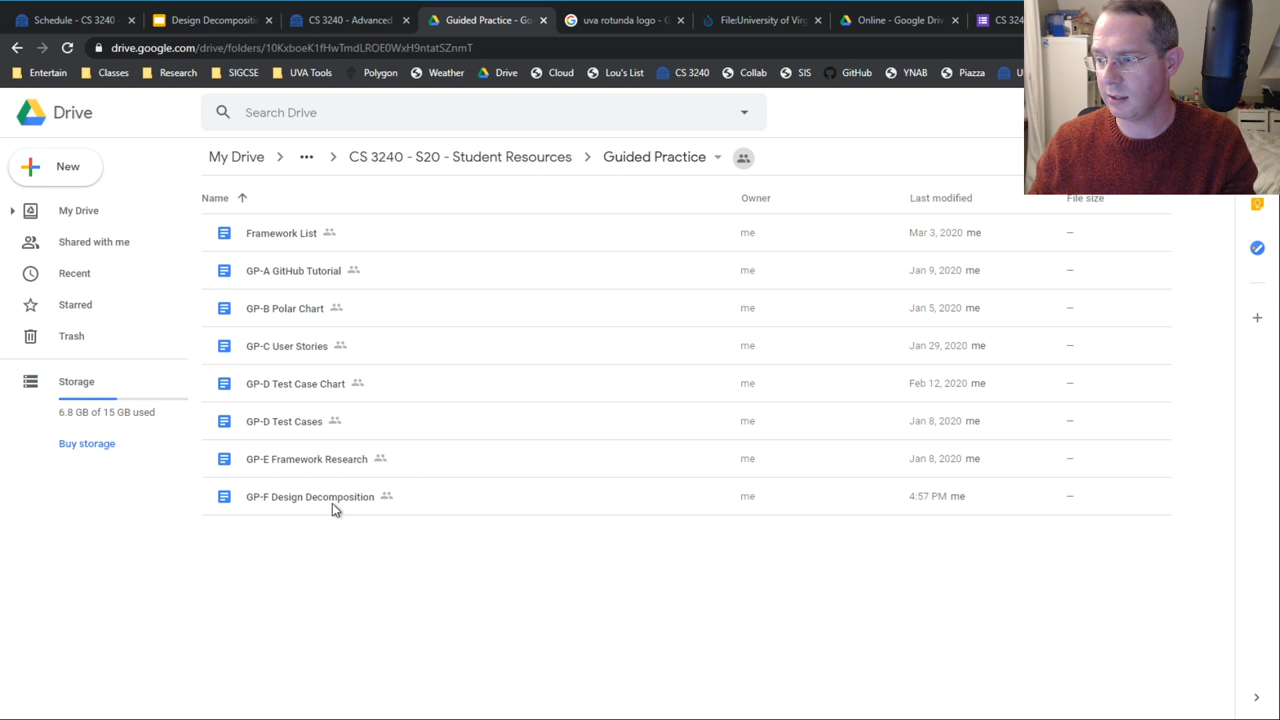 Schedule - CS 3240 -
Design Decompositio
CS 3240 - Advanced
Guided Practice - Go
uva rotunda logo - G
File:University of Virg
Online - Google Driv
CS 324
drive.google.com/drive/folders/10KxboeK1fHwTmdLROE0WxH9ntatSZnmT
Entertain Classes Research SIGCSE UVA Tools Polygon Weather Drive Cloud Lou's List CS 3240 Collab SIS GitHub YNAB Piazza U
Drive
Search Drive
New
My Drive
Shared with me
Recent
Starred
Trash
Storage
6.8 GB of 15 GB used
Buy storage
My Drive > ••• > CS 3240 - S20 - Student Resources > Guided Practice
Name Owner Last modified File size
Framework List me Mar 3, 2020 me –
GP-A GitHub Tutorial me Jan 9, 2020 me –
GP-B Polar Chart me Jan 5, 2020 me –
GP-C User Stories me Jan 29, 2020 me –
GP-D Test Case Chart me Feb 12, 2020 me –
GP-D Test Cases me Jan 8, 2020 me –
GP-E Framework Research me Jan 8, 2020 me –
GP-F Design Decomposition me 4:57 PM me –